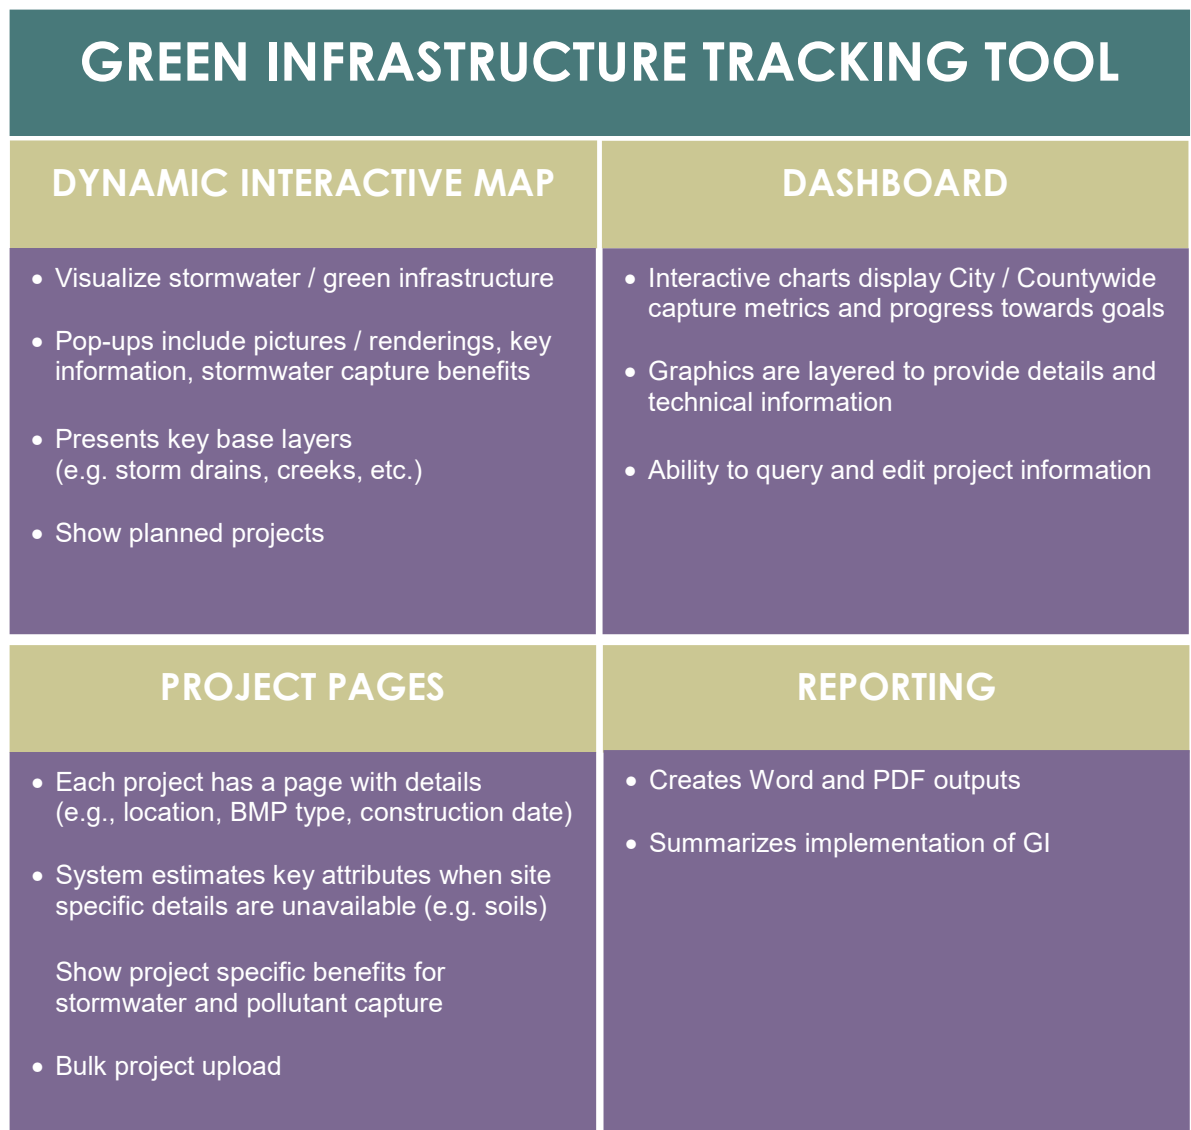 GREEN INFRASTRUCTURE TRACKING TOOL
DYNAMIC INTERACTIVE MAP
• Visualize stormwater / green infrastructure
• Pop-ups include pictures / renderings, key
information, stormwater capture benefits
• Presents key base layers
(e.g. storm drains, creeks, etc.)
• Show planned projects
DASHBOARD
• Interactive charts display City / Countywide
capture metrics and progress towards goals
• Graphics are layered to provide details and
technical information
• Ability to query and edit project information
PROJECT PAGES
• Each project has a page with details
(e.g., location, BMP type, construction date)
• System estimates key attributes when site
specific details are unavailable (e.g. soils)
Show project specific benefits for
stormwater and pollutant capture
• Bulk project upload
REPORTING
• Creates Word and PDF outputs
• Summarizes implementation of GI